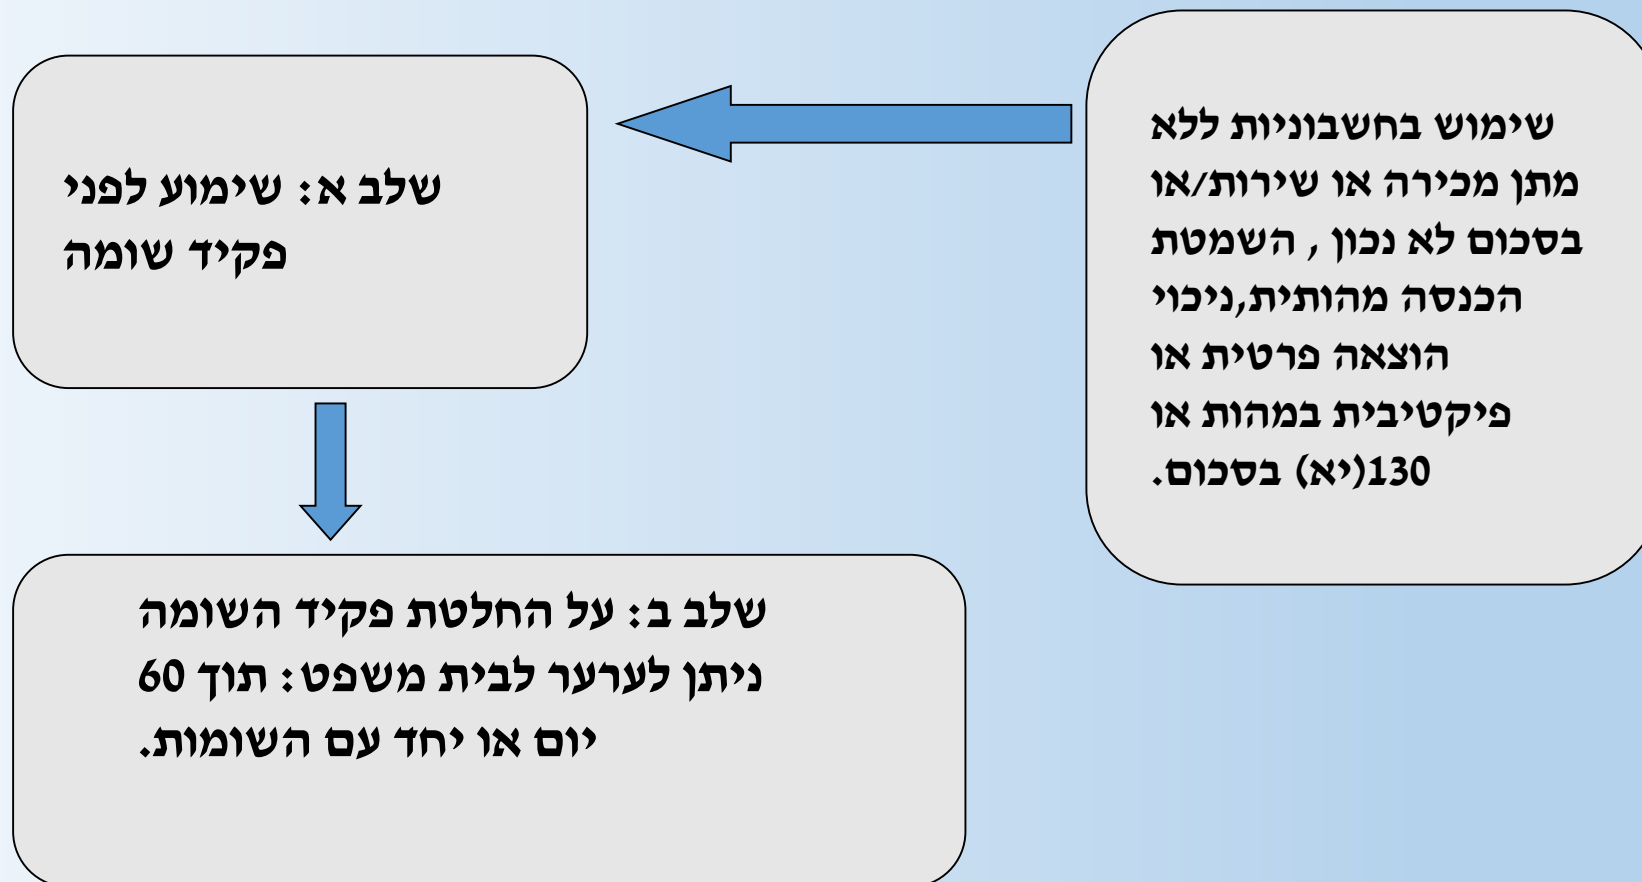 שימוש בחשבוניות ללא
מתן מכירה או שירות/או
בסכום לא נכון , השמטת
הכנסה מהותית,ניכוי
הוצאה פרטית או
פיקטיבית במהות או
130(יא) בסכום.
שלב א: שימוע לפני
פקיד שומה
שלב ב: על החלטת פקיד השומה
ניתן לערער לבית משפט: תוך 60
יום או יחד עם השומות.